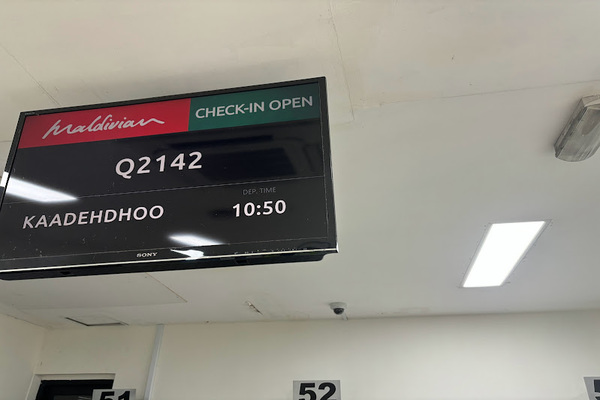 Maldivian
CHECK-IN OPEN
Q2142
DEP. TIME
KAADEHDHOO
10:50
SONY
51
52